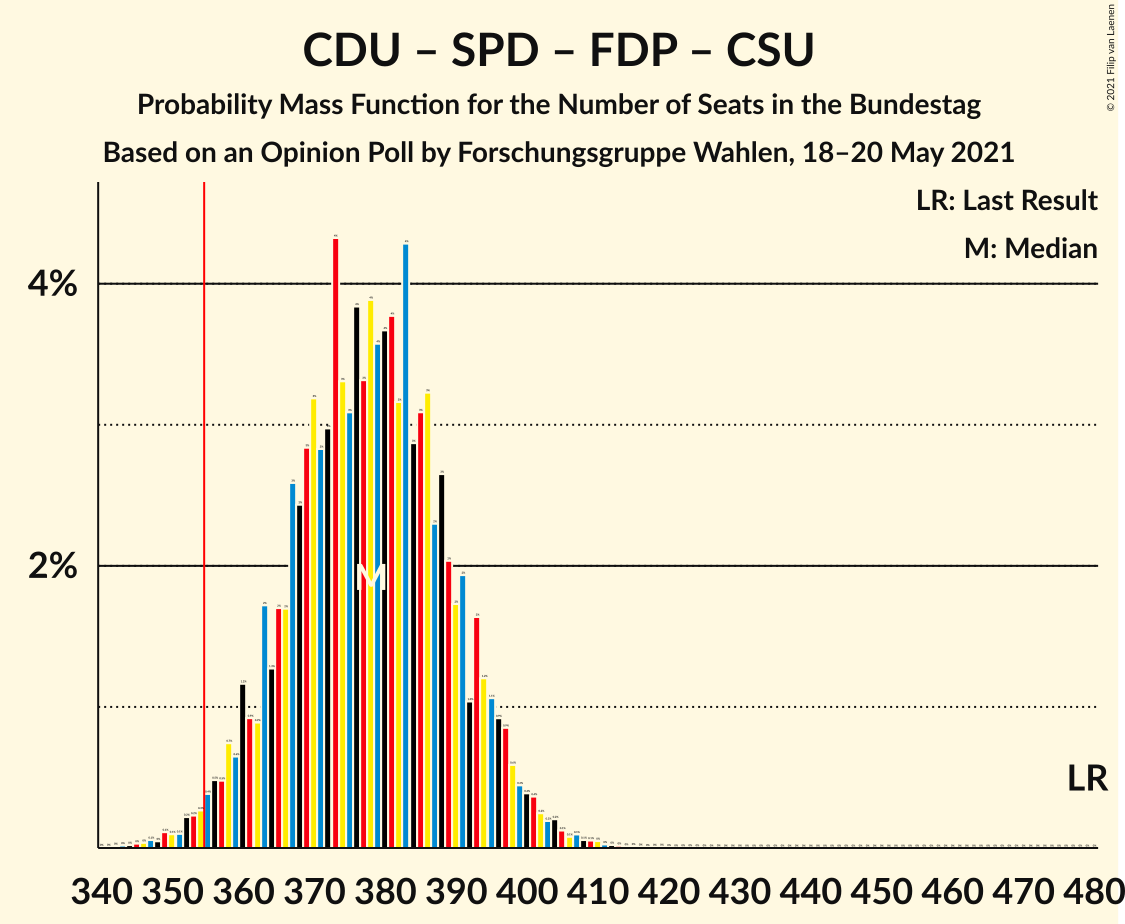 CDU – SPD – FDP – CSU
Probability Mass Function for the Number of Seats in the Bundestag
Based on an Opinion Poll by Forschungsgruppe Wahlen, 18–20 May 2021
© 2021 Filip van Laenen
LR: Last Result
M: Median
4%
2%
M
LR
340 350 360 370 380 390 400 410 420 430 440 450 460 470 480